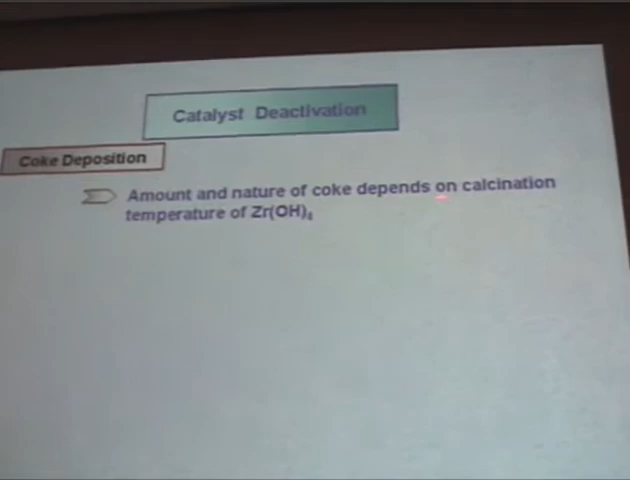 Catalyst Deactivation
Coke Deposition
Amount and nature of coke depends on calcination
temperature of Zr(OH)₄